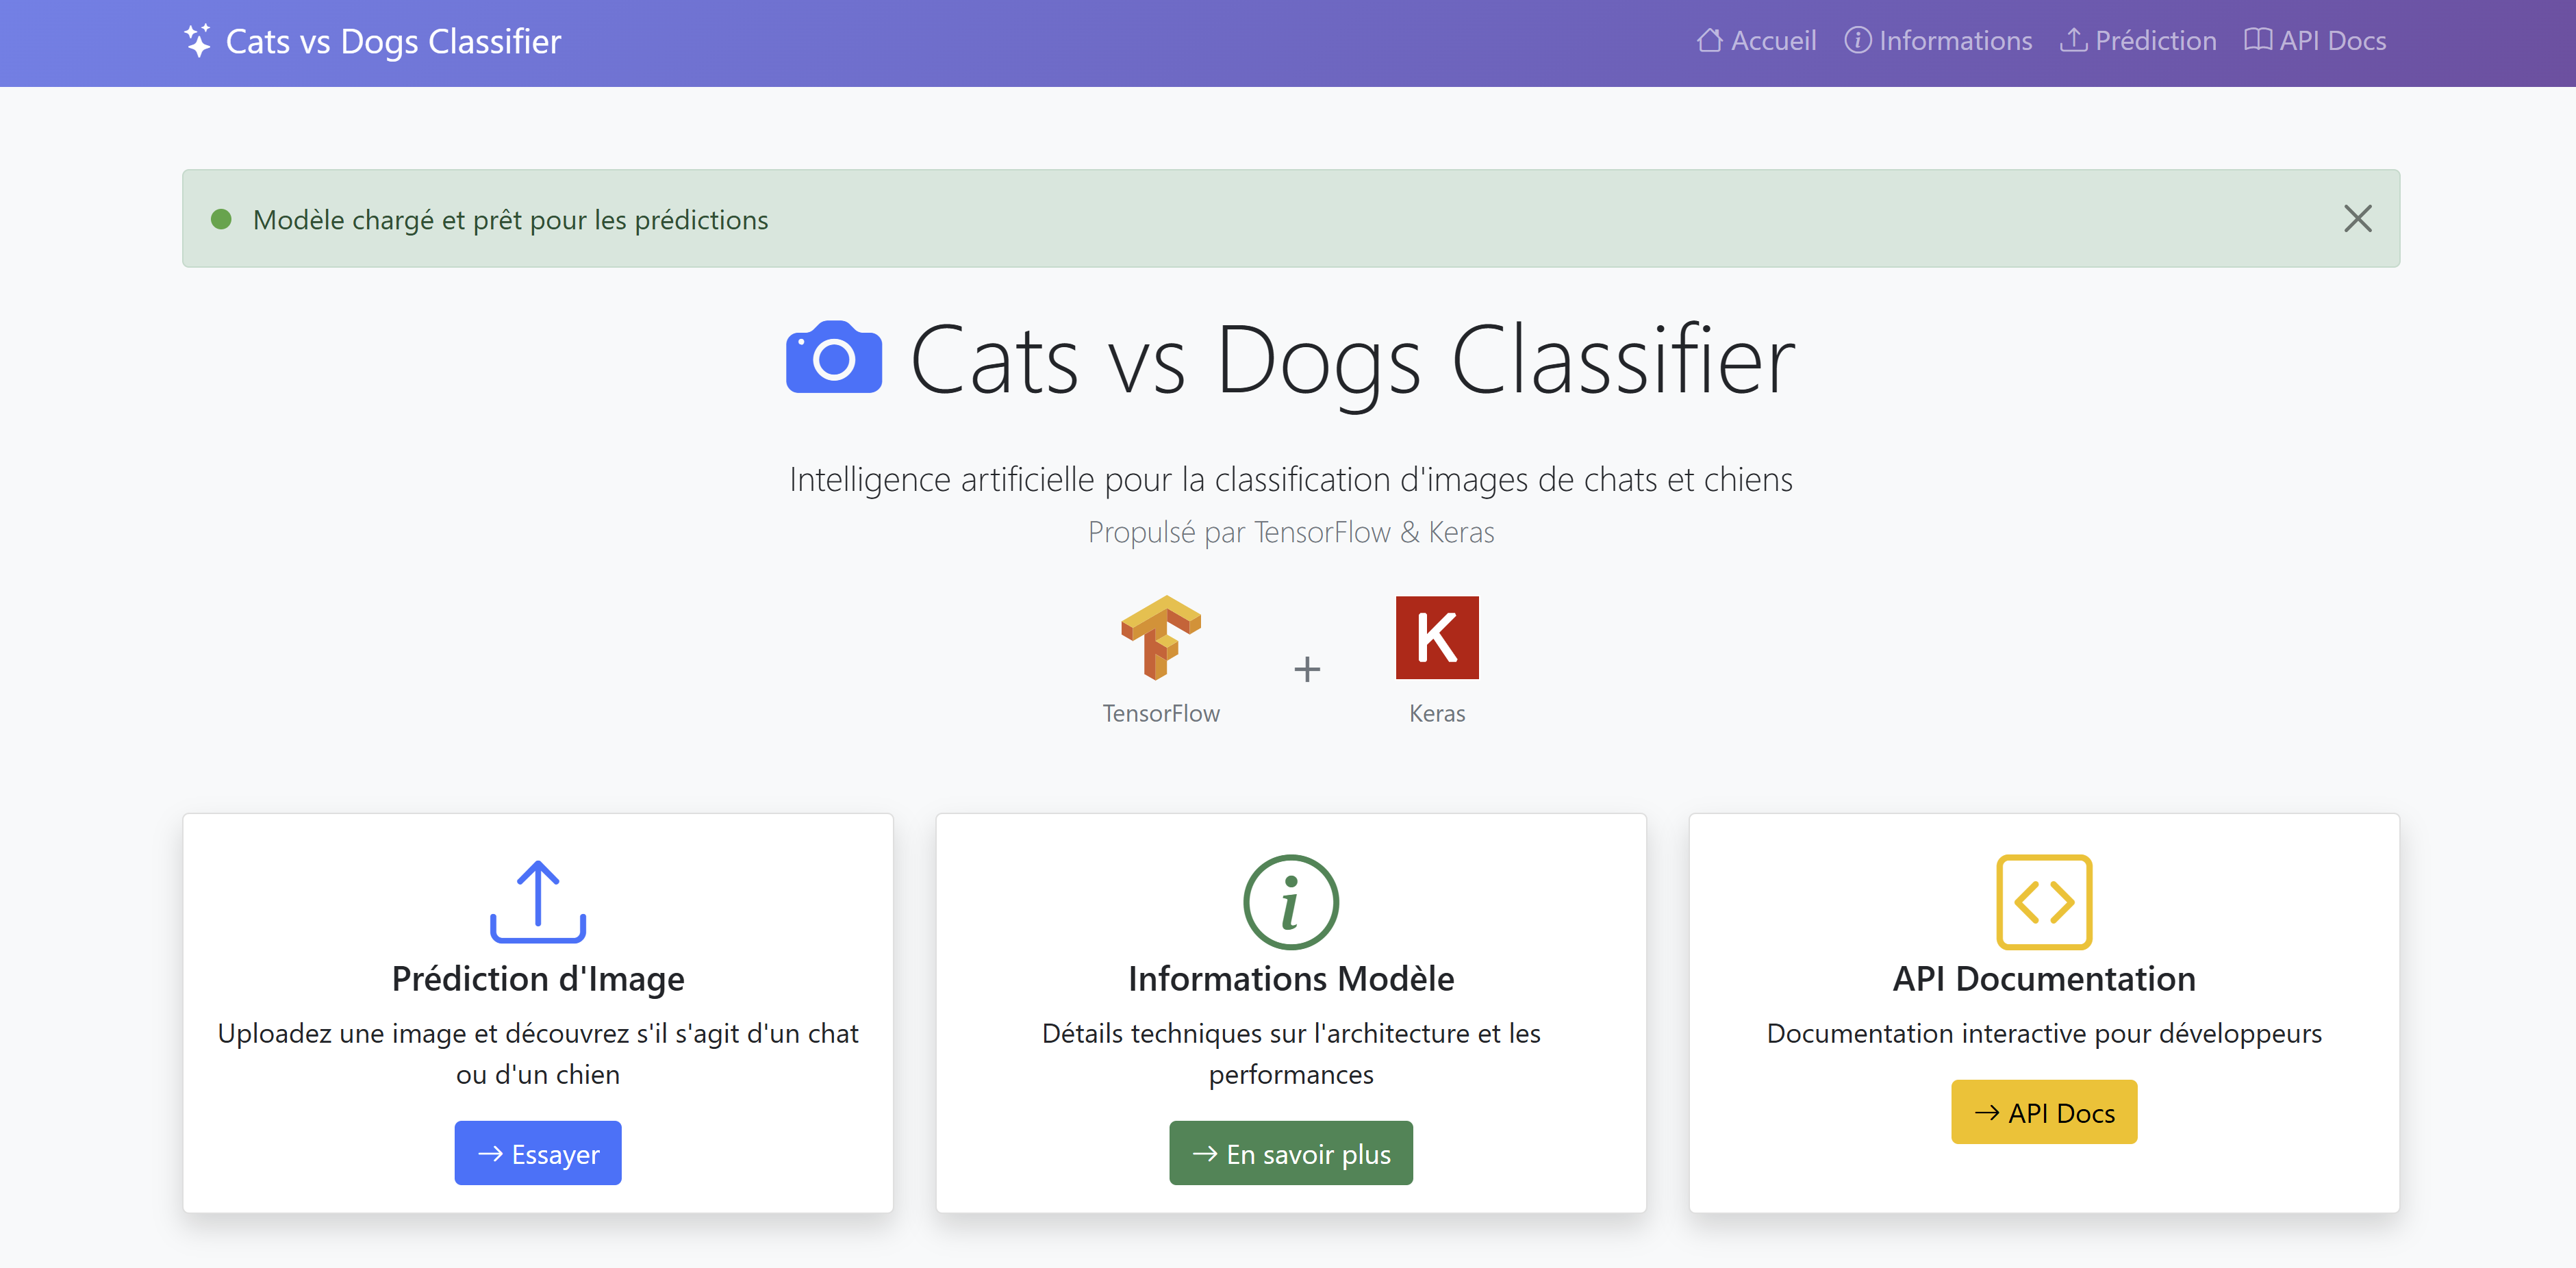 Cats vs Dogs Classifier
Accueil
Informations
Prédiction
API Docs
Modèle chargé et prêt pour les prédictions
Cats vs Dogs Classifier
Intelligence artificielle pour la classification d'images de chats et chiens
Propulsé par TensorFlow & Keras
+
K
TensorFlow
Keras
Prédiction d'Image
Uploadez une image et découvrez s'il s'agit d'un chat
ou d'un chien
→ Essayer
Informations Modèle
Détails techniques sur l'architecture et les
performances
→ En savoir plus
API Documentation
Documentation interactive pour développeurs
→ API Docs